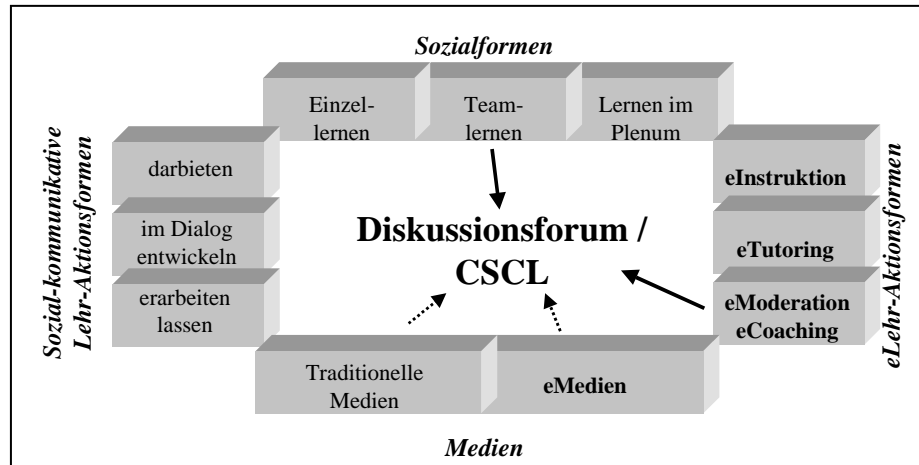 Sozialformen
Einzel-
lernen
Team-
lernen
Lernen im
Plenum
Sozial-kommunikative
Lehr-Aktionsformen
darbieten
im Dialog
entwickeln
erarbeiten
lassen
Diskussionsforum /
CSCL
eInstruktion
eTutoring
eModeration
eCoaching
eLehr-Aktionsformen
Traditionelle
Medien
eMedien
Medien